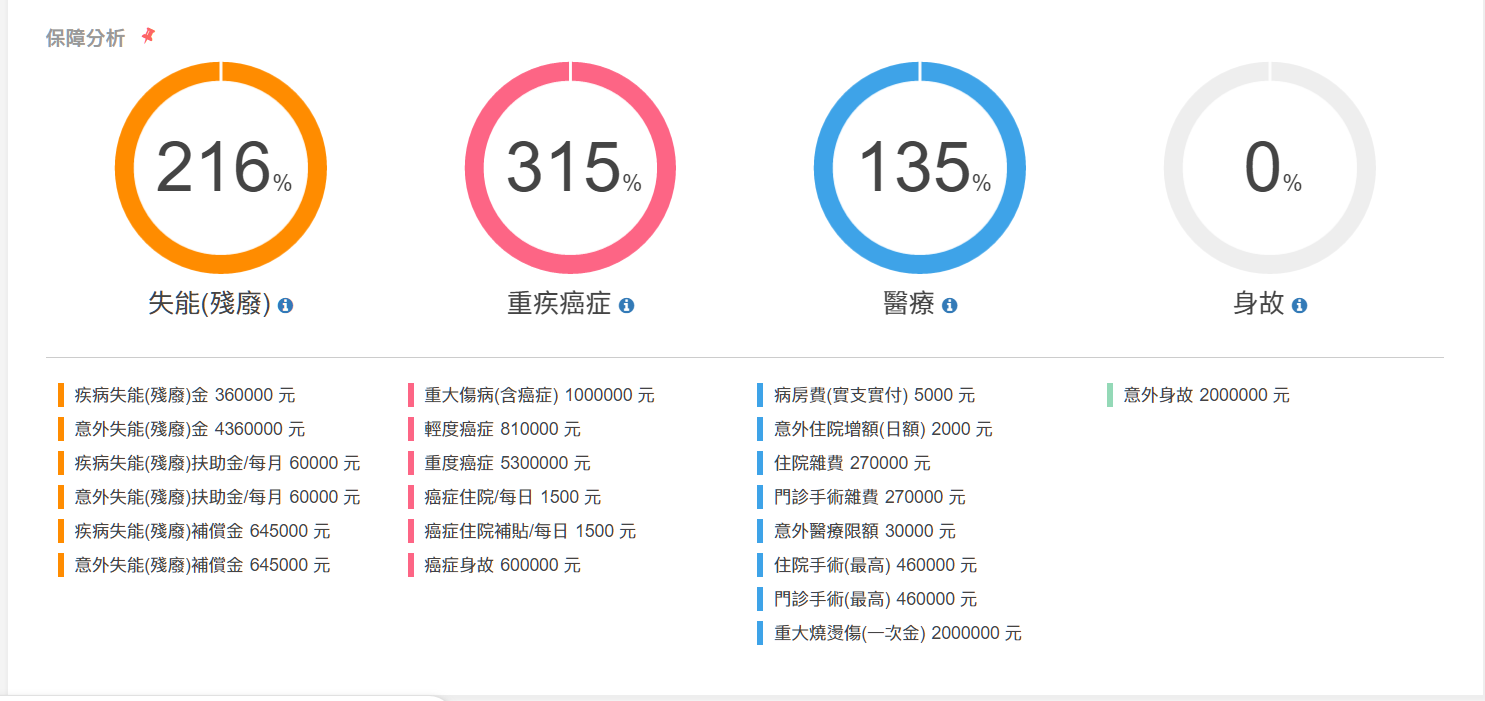 保障分析
216%
失能(殘廢)
315%
重疾癌症
135%
醫療
0%
身故
疾病失能(殘廢)金 360000 元
意外失能(殘廢)金 4360000 元
疾病失能(殘廢)扶助金/每月 60000 元
意外失能(殘廢)扶助金/每月 60000 元
疾病失能(殘廢)補償金 645000 元
意外失能(殘廢)補償金 645000 元
重大傷病(含癌症) 1000000 元
輕度癌症 810000 元
重度癌症 5300000 元
癌症住院/每日 1500 元
癌症住院補貼/每日 1500 元
癌症身故 600000 元
病房費(實支實付) 5000 元
意外住院增額(日額) 2000 元
住院雜費 270000 元
門診手術雜費 270000 元
意外醫療限額 30000 元
住院手術(最高) 460000 元
門診手術(最高) 460000 元
重大燒燙傷(一次金) 2000000 元
意外身故 2000000 元